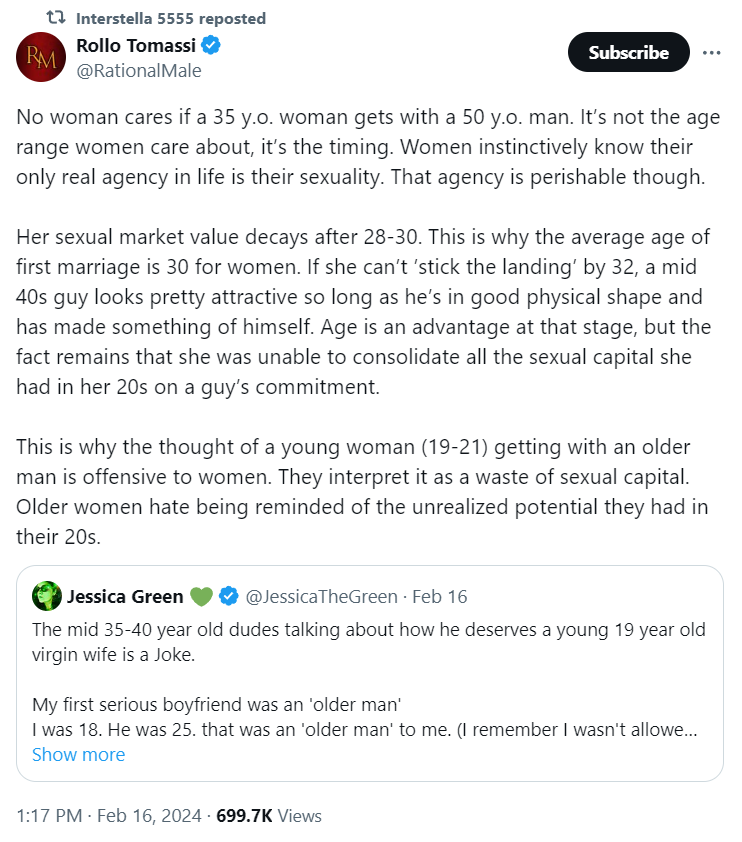 Interstella 5555 reposted
RM
Rollo Tomassi
@RationalMale
Subscribe
No woman cares if a 35 y.o. woman gets with a 50 y.o. man. It’s not the age
range women care about, it’s the timing. Women instinctively know their
only real agency in life is their sexuality. That agency is perishable though.
Her sexual market value decays after 28-30. This is why the average age of
first marriage is 30 for women. If she can’t ‘stick the landing’ by 32, a mid
40s guy looks pretty attractive so long as he’s in good physical shape and
has made something of himself. Age is an advantage at that stage, but the
fact remains that she was unable to consolidate all the sexual capital she
had in her 20s on a guy’s commitment.
This is why the thought of a young woman (19-21) getting with an older
man is offensive to women. They interpret it as a waste of sexual capital.
Older women hate being reminded of the unrealized potential they had in
their 20s.
Jessica Green 💚 @JessicaTheGreen · Feb 16
The mid 35-40 year old dudes talking about how he deserves a young 19 year old
virgin wife is a Joke.
My first serious boyfriend was an 'older man'
I was 18. He was 25. that was an 'older man' to me. (I remember I wasn't allowe...
Show more
1:17 PM · Feb 16, 2024 · 699.7K Views